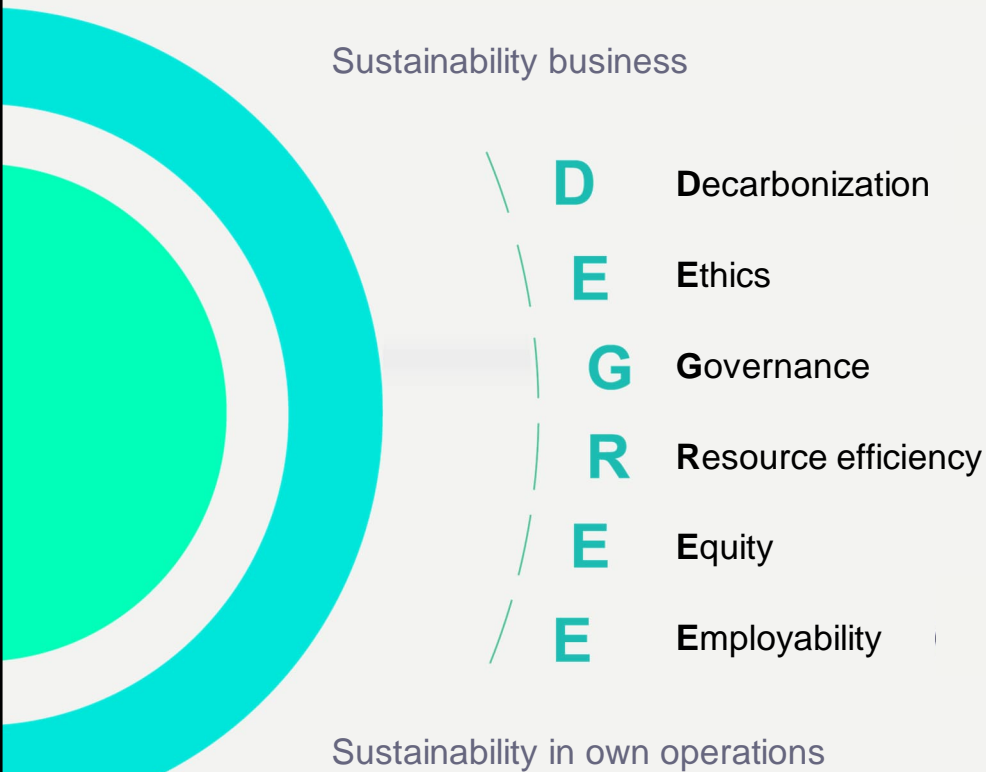 Sustainability business
D Decarbonization
E Ethics
G Governance
R Resource efficiency
E Equity
E Employability
Sustainability in own operations